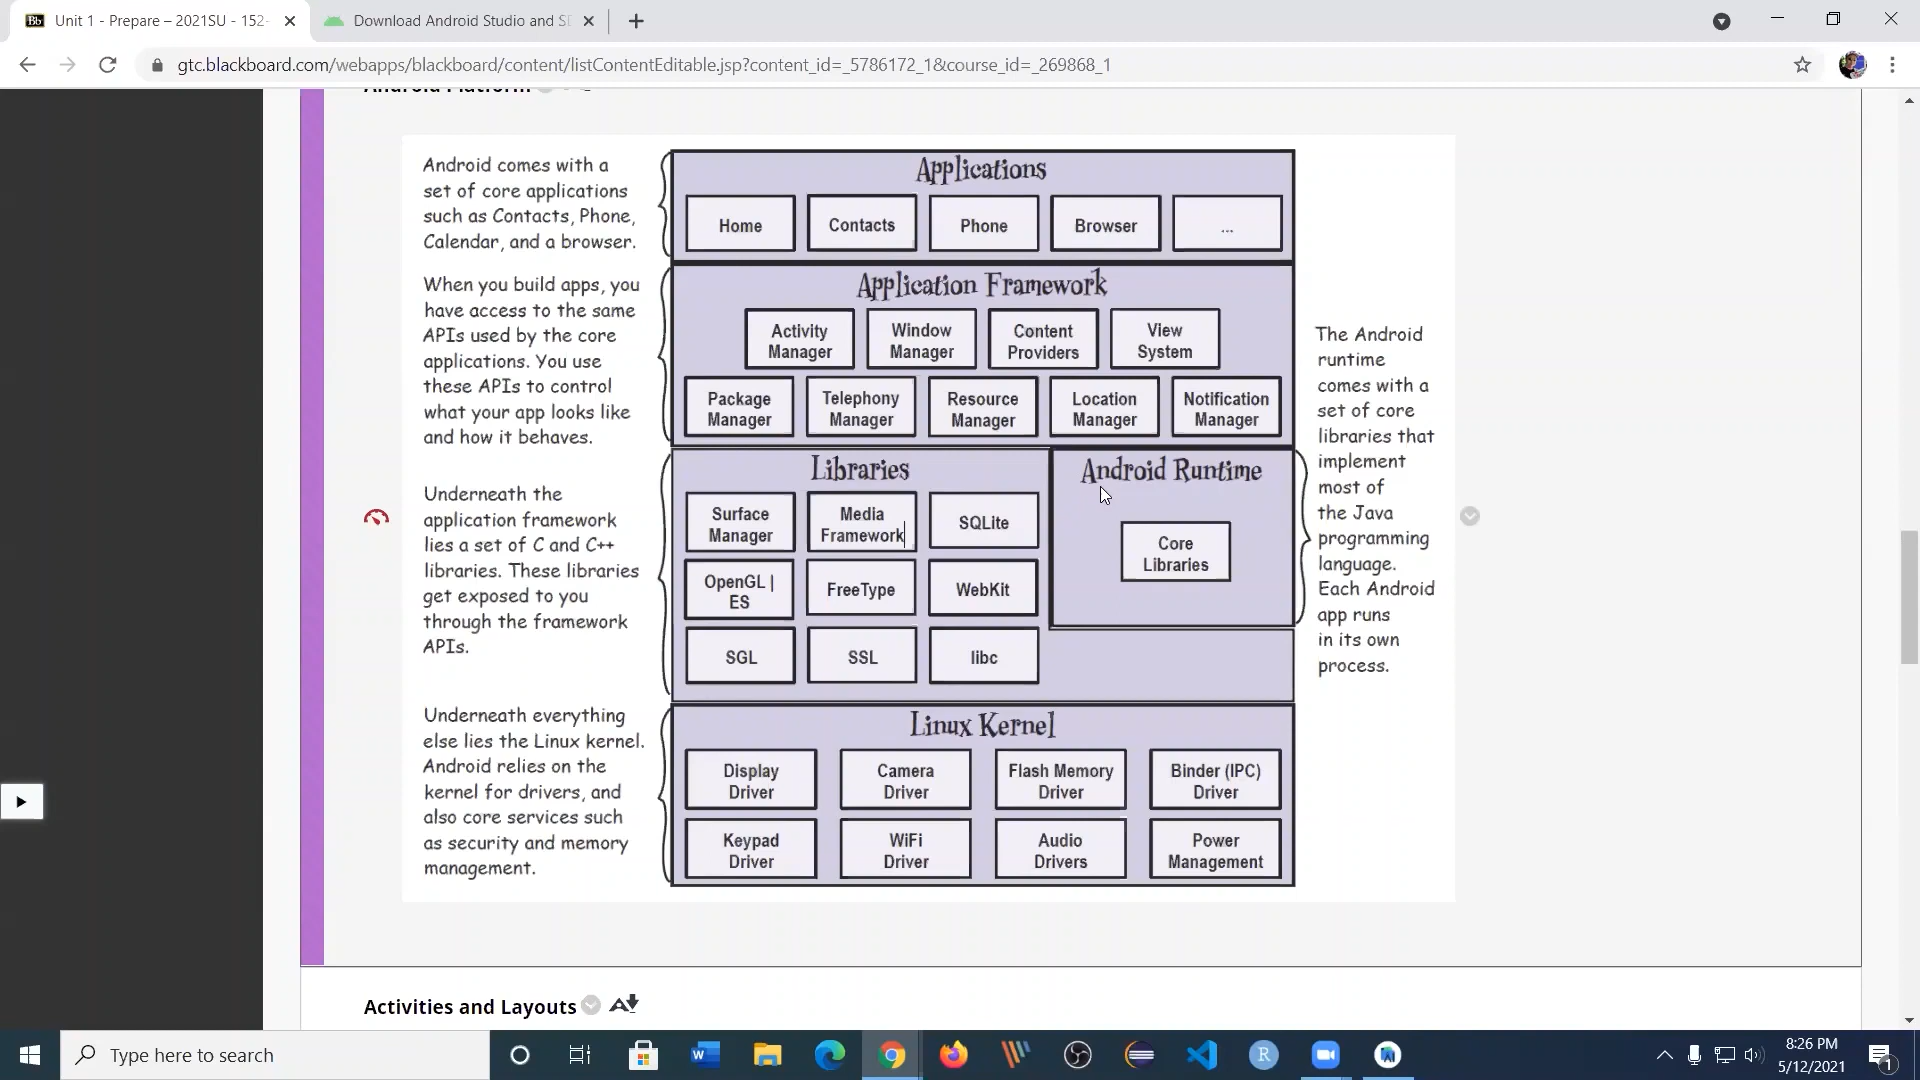 Unit 1 - Prepare – 2021SU - 152-
Download Android Studio and S
gtc.blackboard.com/webapps/blackboard/content/listContentEditable.jsp?content_id=_5786172_1&course_id=_269868_1
Android Platform
Android comes with a
set of core applications
such as Contacts, Phone,
Calendar, and a browser.
Applications
Home
Contacts
Phone
Browser
...
When you build apps, you
have access to the same
APIs used by the core
applications. You use
these APIs to control
what your app looks like
and how it behaves.
Application Framework
Activity
Manager
Window
Manager
Content
Providers
View
System
Package
Manager
Telephony
Manager
Resource
Manager
Location
Manager
Notification
Manager
Underneath the
application framework
lies a set of C and C++
libraries. These libraries
get exposed to you
through the framework
APIs.
Libraries
Surface
Manager
Media
Framework
SQLite
OpenGL |
ES
FreeType
WebKit
SGL
SSL
libc
Android Runtime
Core
Libraries
The Android
runtime
comes with a
set of core
libraries that
implement
most of
the Java
programming
language.
Each Android
app runs
in its own
process.
Underneath everything
else lies the Linux kernel.
Android relies on the
kernel for drivers, and
also core services such
as security and memory
management.
Linux Kernel
Display
Driver
Camera
Driver
Flash Memory
Driver
Binder (IPC)
Driver
Keypad
Driver
WiFi
Driver
Audio
Drivers
Power
Management
Activities and Layouts
Type here to search
8:26 PM
5/12/2021
1